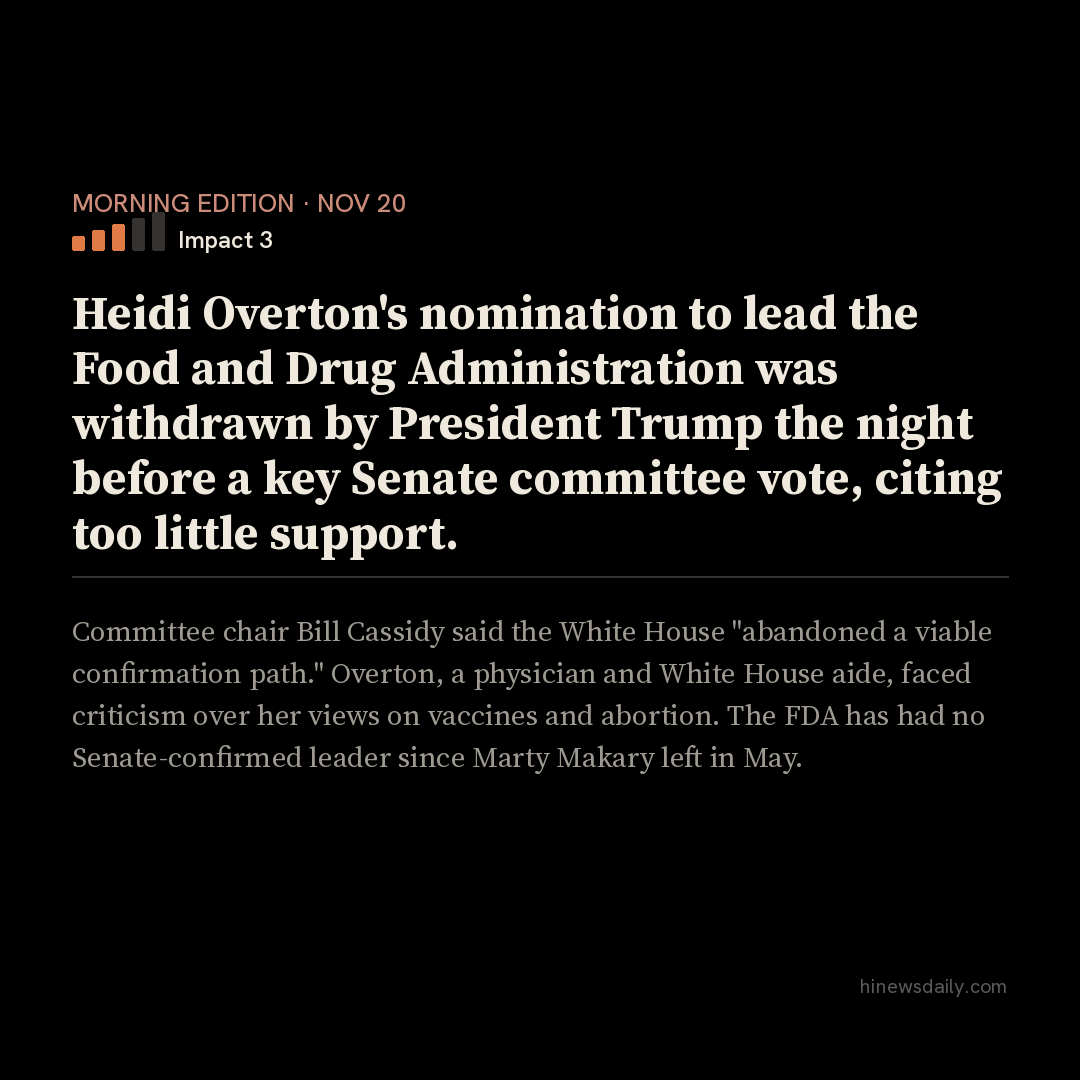 MORNING EDITION · NOV 20
Impact 3
Heidi Overton's nomination to lead the
Food and Drug Administration was
withdrawn by President Trump the night
before a key Senate committee vote, citing
too little support.
Committee chair Bill Cassidy said the White House "abandoned a viable
confirmation path." Overton, a physician and White House aide, faced
criticism over her views on vaccines and abortion. The FDA has had no
Senate-confirmed leader since Marty Makary left in May.
hinewsdaily.com